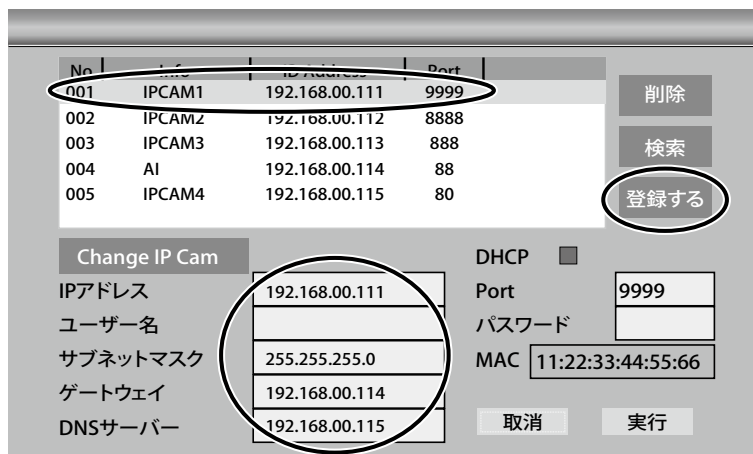 No Info ID Address Port
001 IPCAM1 192.168.00.111 9999
002 IPCAM2 192.168.00.112 8888
003 IPCAM3 192.168.00.113 888
004 AI 192.168.00.114 88
005 IPCAM4 192.168.00.115 80
削除
検索
登録する
Change IP Cam DHCP
IPアドレス 192.168.00.111 Port 9999
ユーザー名 パスワード
サブネットマスク 255.255.255.0 MAC 11:22:33:44:55:66
ゲートウェイ 192.168.00.114
DNSサーバー 192.168.00.115 取消 実行